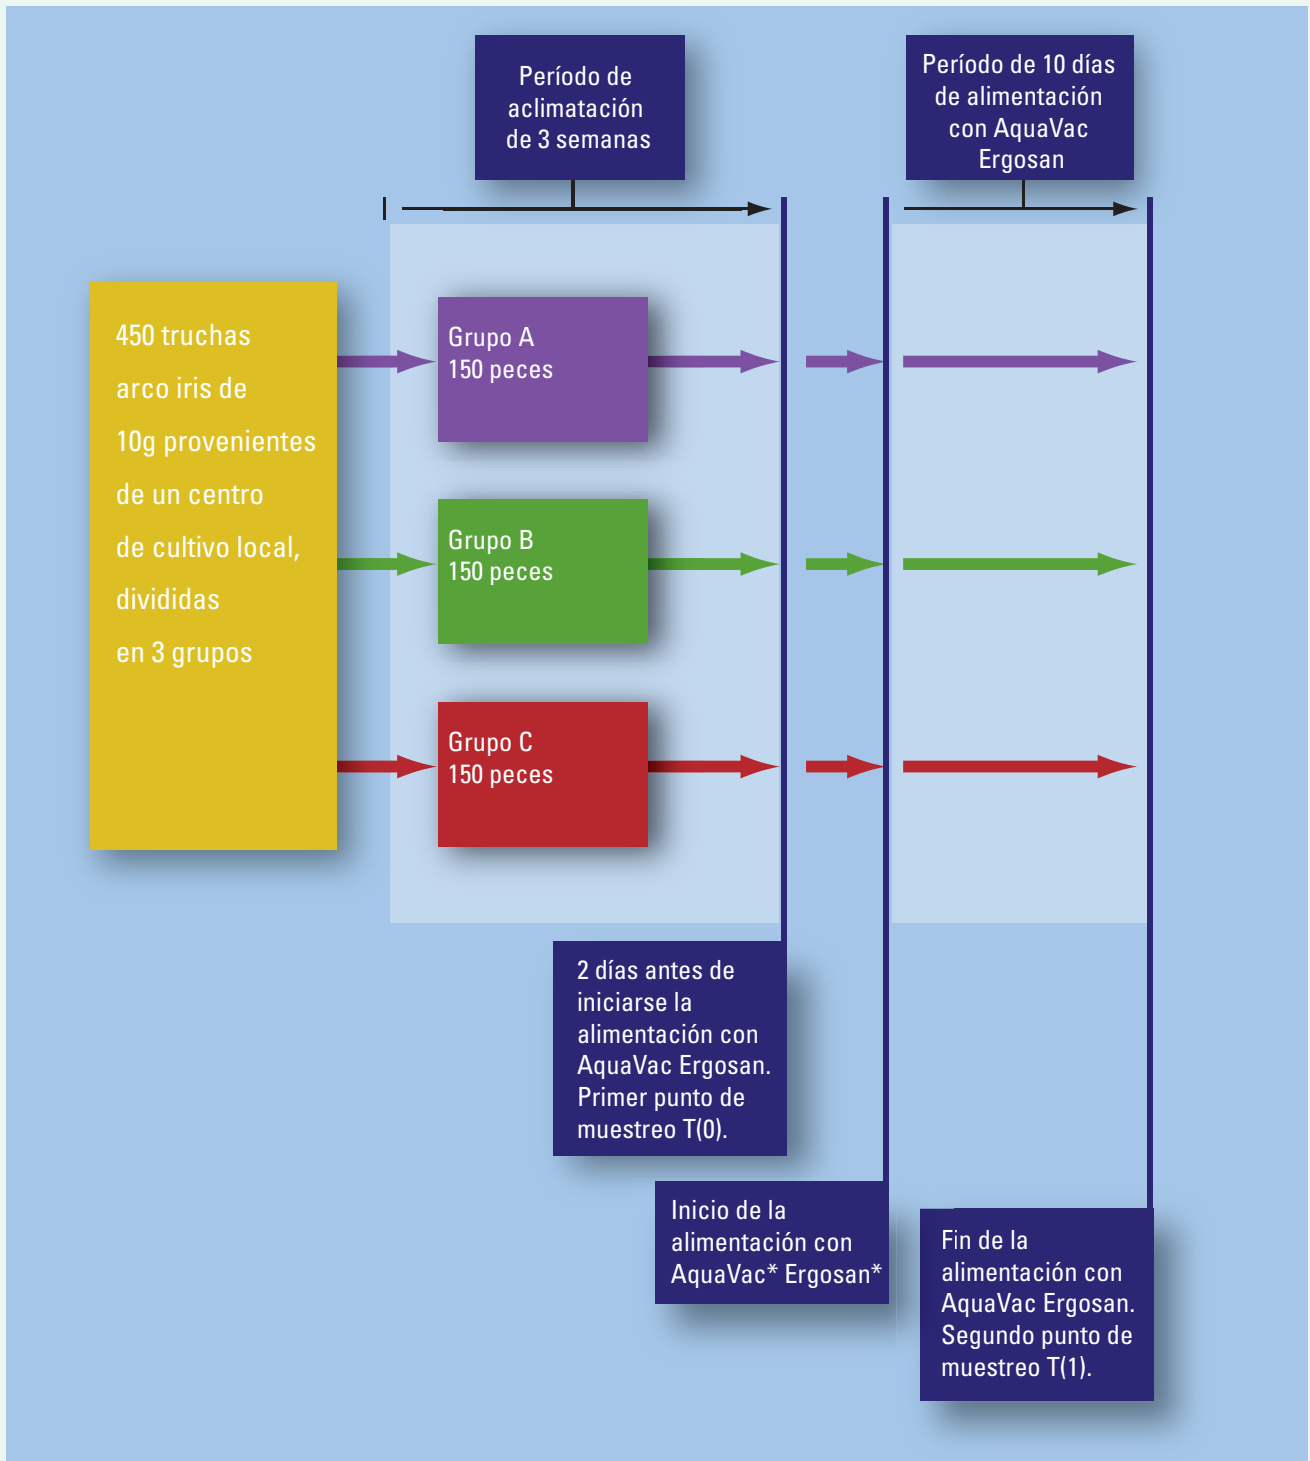 Período de
aclimatación
de 3 semanas
Período de 10 días
de alimentación
con AquaVac
Ergosan
450 truchas
arco iris de
10g provenientes
de un centro
de cultivo local,
divididas
en 3 grupos
Grupo A
150 peces
Grupo B
150 peces
Grupo C
150 peces
2 días antes de
iniciarse la
alimentación con
AquaVac Ergosan.
Primer punto de
muestreo T(0).
Inicio de la
alimentación con
AquaVac* Ergosan*
Fin de la
alimentación con
AquaVac Ergosan.
Segundo punto de
muestreo T(1).